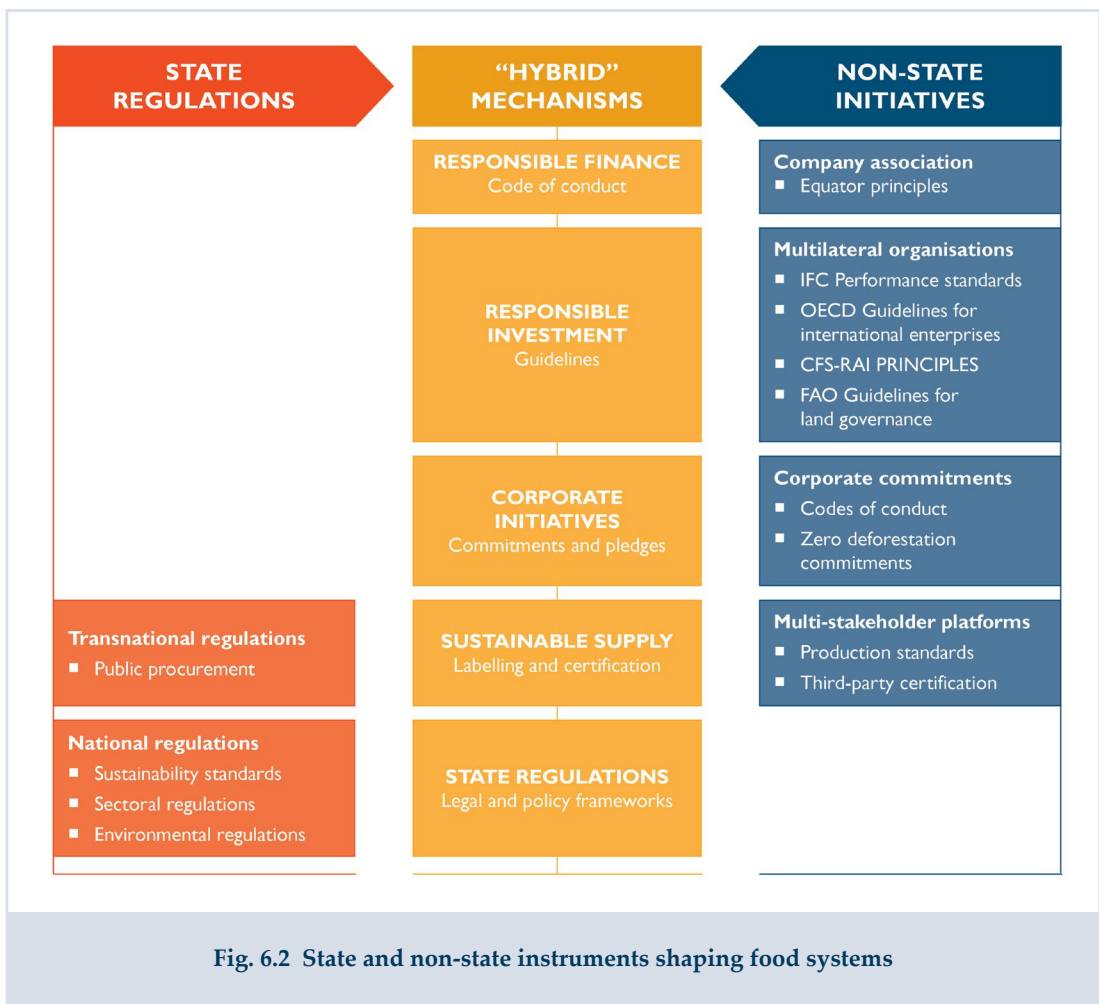 STATE
REGULATIONS
“HYBRID”
MECHANISMS
NON-STATE
INITIATIVES
RESPONSIBLE FINANCE
Code of conduct
Company association
Equator principles
RESPONSIBLE
INVESTMENT
Guidelines
Multilateral organisations
IFC Performance standards
OECD Guidelines for
international enterprises
CFS-RAI PRINCIPLES
FAO Guidelines for
land governance
CORPORATE
INITIATIVES
Commitments and pledges
Corporate commitments
Codes of conduct
Zero deforestation
commitments
Transnational regulations
Public procurement
SUSTAINABLE SUPPLY
Labelling and certification
Multi-stakeholder platforms
Production standards
Third-party certification
National regulations
Sustainability standards
Sectoral regulations
Environmental regulations
STATE REGULATIONS
Legal and policy frameworks
Fig. 6.2 State and non-state instruments shaping food systems